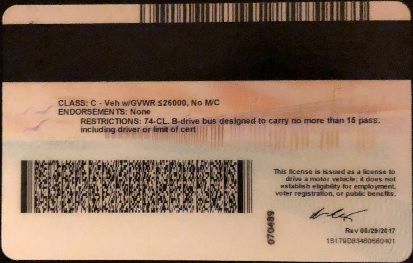 CLASS: C - Veh w/GVWR ≤26000, No M/C
ENDORSEMENTS: None
RESTRICTIONS: 74-CL. B-drive bus designed to carry no more than 15 pass.
including driver or limit of cert
This license is issued as a license to
drive a motor vehicle; it does not
establish eligibility for employment,
voter registration, or public benefits.
070489
Rev 08/29/2017